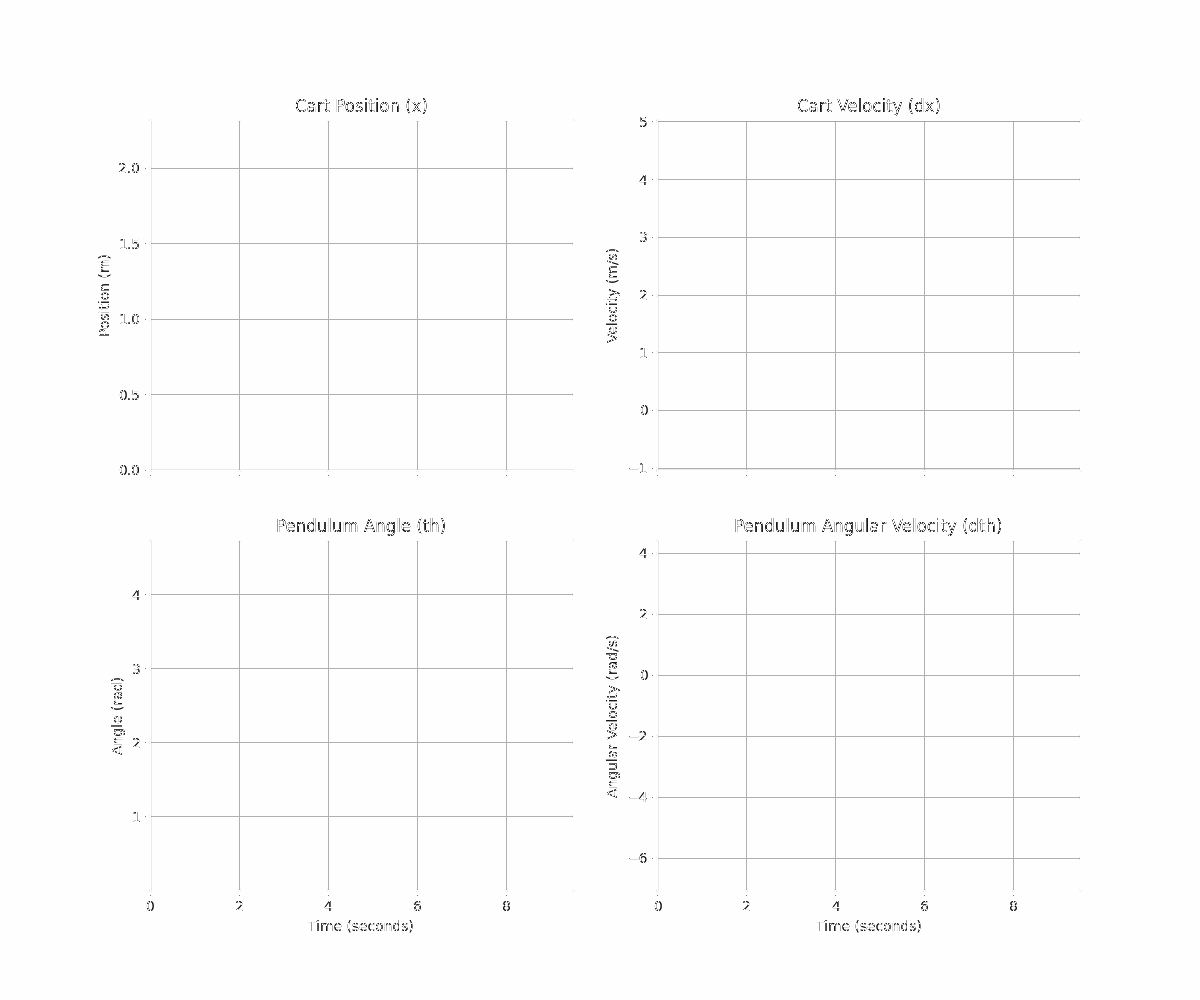 Cart Position (x)
Position (m)
2.0
1.5
1.0
0.5
0.0
Cart Velocity (dx)
Velocity (m/s)
5
4
3
2
1
0
−1
Pendulum Angle (th)
Angle (rad)
4
3
2
1
0 2 4 6 8
Time (seconds)
Pendulum Angular Velocity (dth)
Angular Velocity (rad/s)
4
2
0
−2
−4
−6
0 2 4 6 8
Time (seconds)